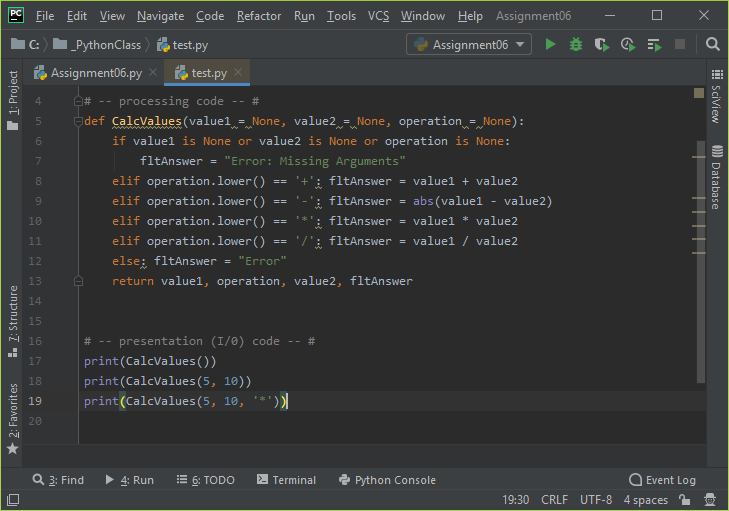 PC File Edit View Navigate Code Refactor Run Tools VCS Window Help Assignment06
C: _PythonClass test.py Assignment06
Assignment06.py test.py
1: Project
7: Structure
2: Favorites
4 # -- processing code -- #
5 def CalcValues(value1 = None, value2 = None, operation = None):
6 if value1 is None or value2 is None or operation is None:
7 fltAnswer = "Error: Missing Arguments"
8 elif operation.lower() == '+': fltAnswer = value1 + value2
9 elif operation.lower() == '-': fltAnswer = abs(value1 - value2)
10 elif operation.lower() == '*': fltAnswer = value1 * value2
11 elif operation.lower() == '/': fltAnswer = value1 / value2
12 else: fltAnswer = "Error"
13 return value1, operation, value2, fltAnswer
14
15
16 # -- presentation (I/0) code -- #
17 print(CalcValues())
18 print(CalcValues(5, 10))
19 print(CalcValues(5, 10, '*'))
20
SciView
Database
3: Find 4: Run 6: TODO Terminal Python Console Event Log
19:30 CRLF UTF-8 4 spaces